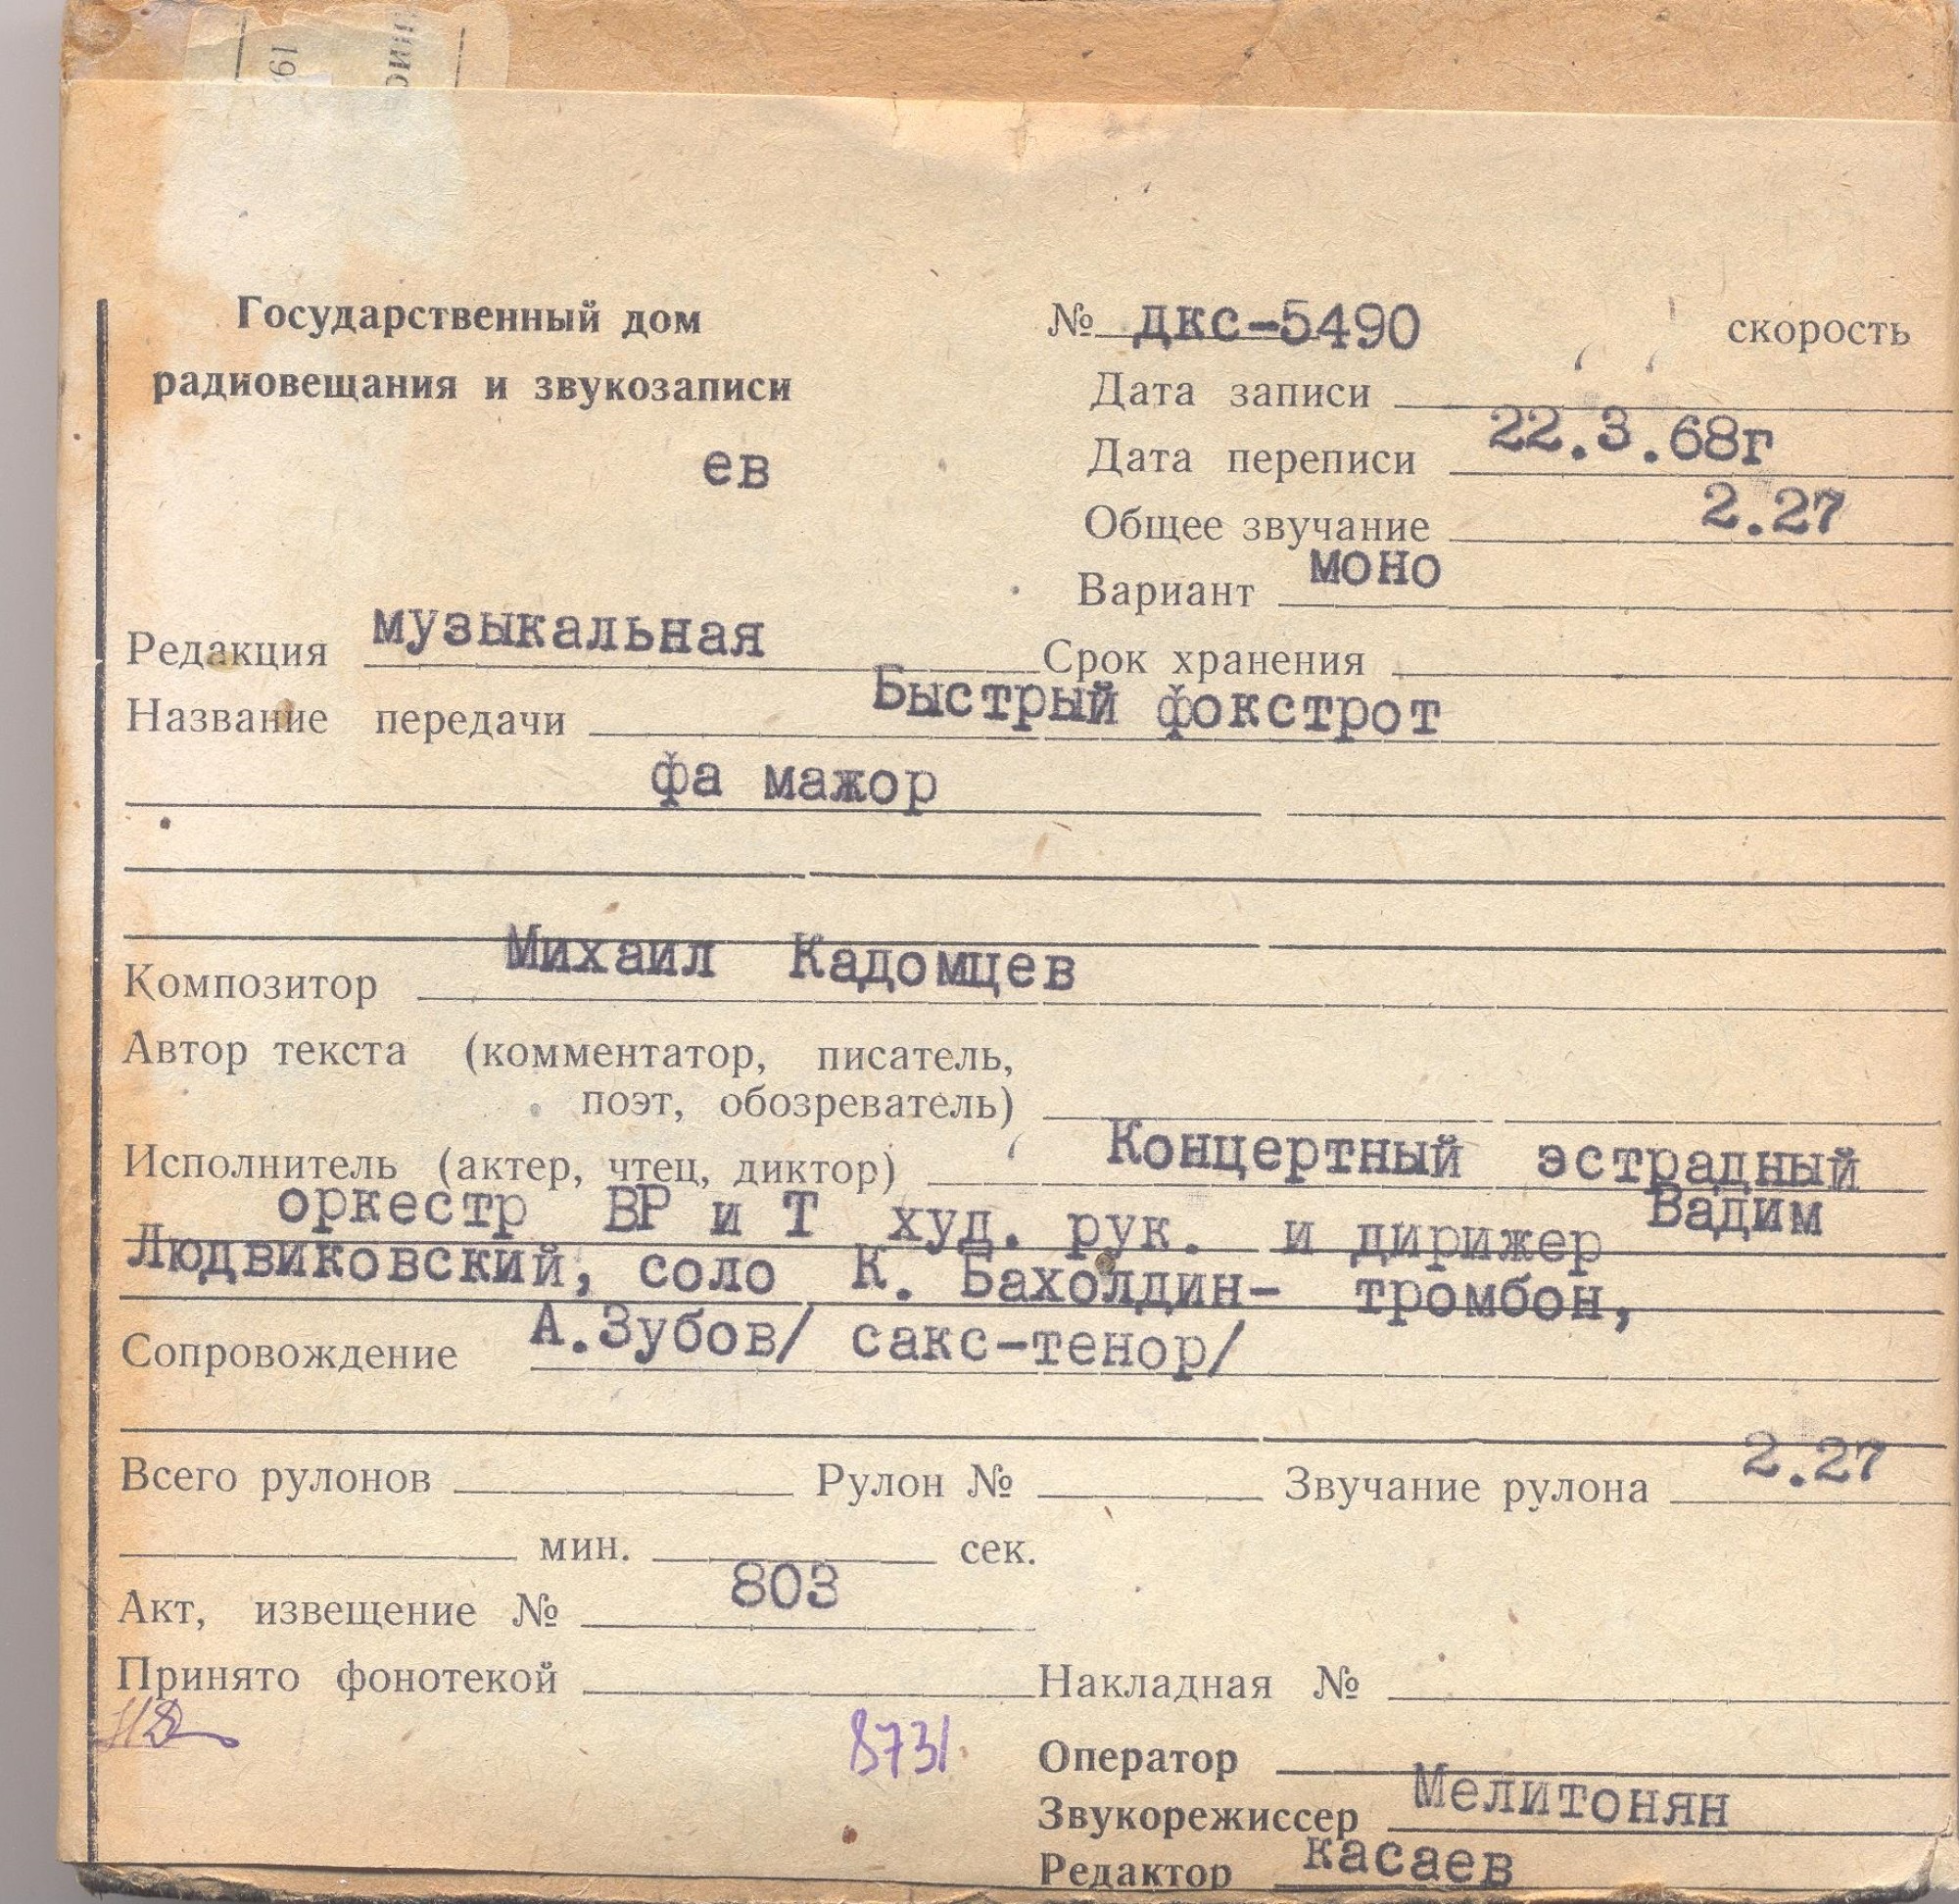 19
Государственный дом
радиовещания и звукозаписи
ев
№ дкс-5490 скорость
Дата записи
Дата переписи 22.3.68г
Общее звучание 2.27
Вариант моно
Редакция музыкальная Срок хранения
Название передачи Быстрый фокстрот
фа мажор
Композитор Михаил Кадомцев
Автор текста (комментатор, писатель,
поэт, обозреватель)
Исполнитель (актер, чтец, диктор) Концертный эстрадный
оркестр ВР и Т худ. рук. и дирижер Вадим
Людвиковский, соло К. Бахолдин- тромбон,
Сопровождение А.Зубов/ сакс-тенор/
Всего рулонов Рулон № Звучание рулона 2.27
мин. сек.
Акт, извещение № 803
Принято фонотекой Накладная №
8731
Оператор
Звукорежиссер Мелитонян
Редактор касаев